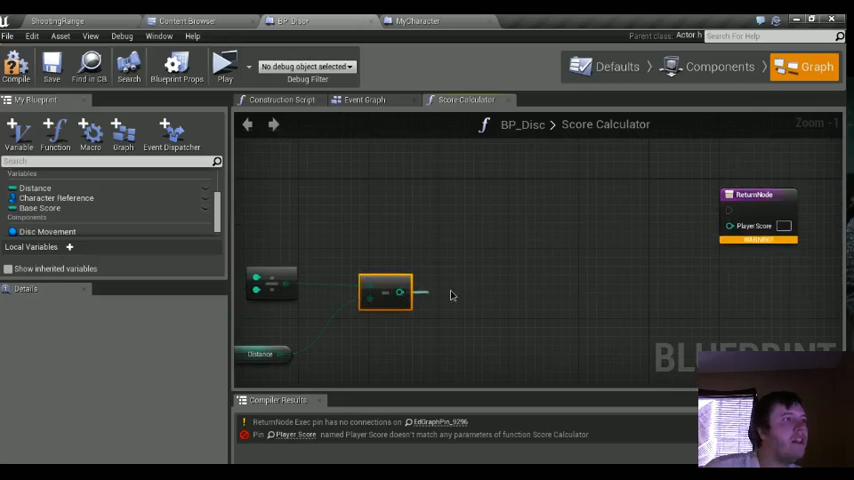 ShootingRange
Content Browser
BP_Disc
MyCharacter
File Edit Asset View Debug Window Help
Parent class: Actor.h
Search For Help
Compile
Save
Find in CB
Search
Blueprint Props
Play
No debug object selected
Debug Filter
Defaults
Components
Graph
My Blueprint
Construction Script
Event Graph
Score Calculator
Variable
Function
Macro
Graph
Event Dispatcher
BP_Disc > Score Calculator
Zoom -1
Search
Variables
Distance
Character Reference
Base Score
Components
Disc Movement
Local Variables
Show inherited variables
Details
ReturnNode
Player Score
WARNING!
Distance
BLUEPRINT
Compiler Results
ReturnNode Exec pin has no connections on EdGraphPin_9296
Pin Player Score named Player Score doesn't match any parameters of function Score Calculator